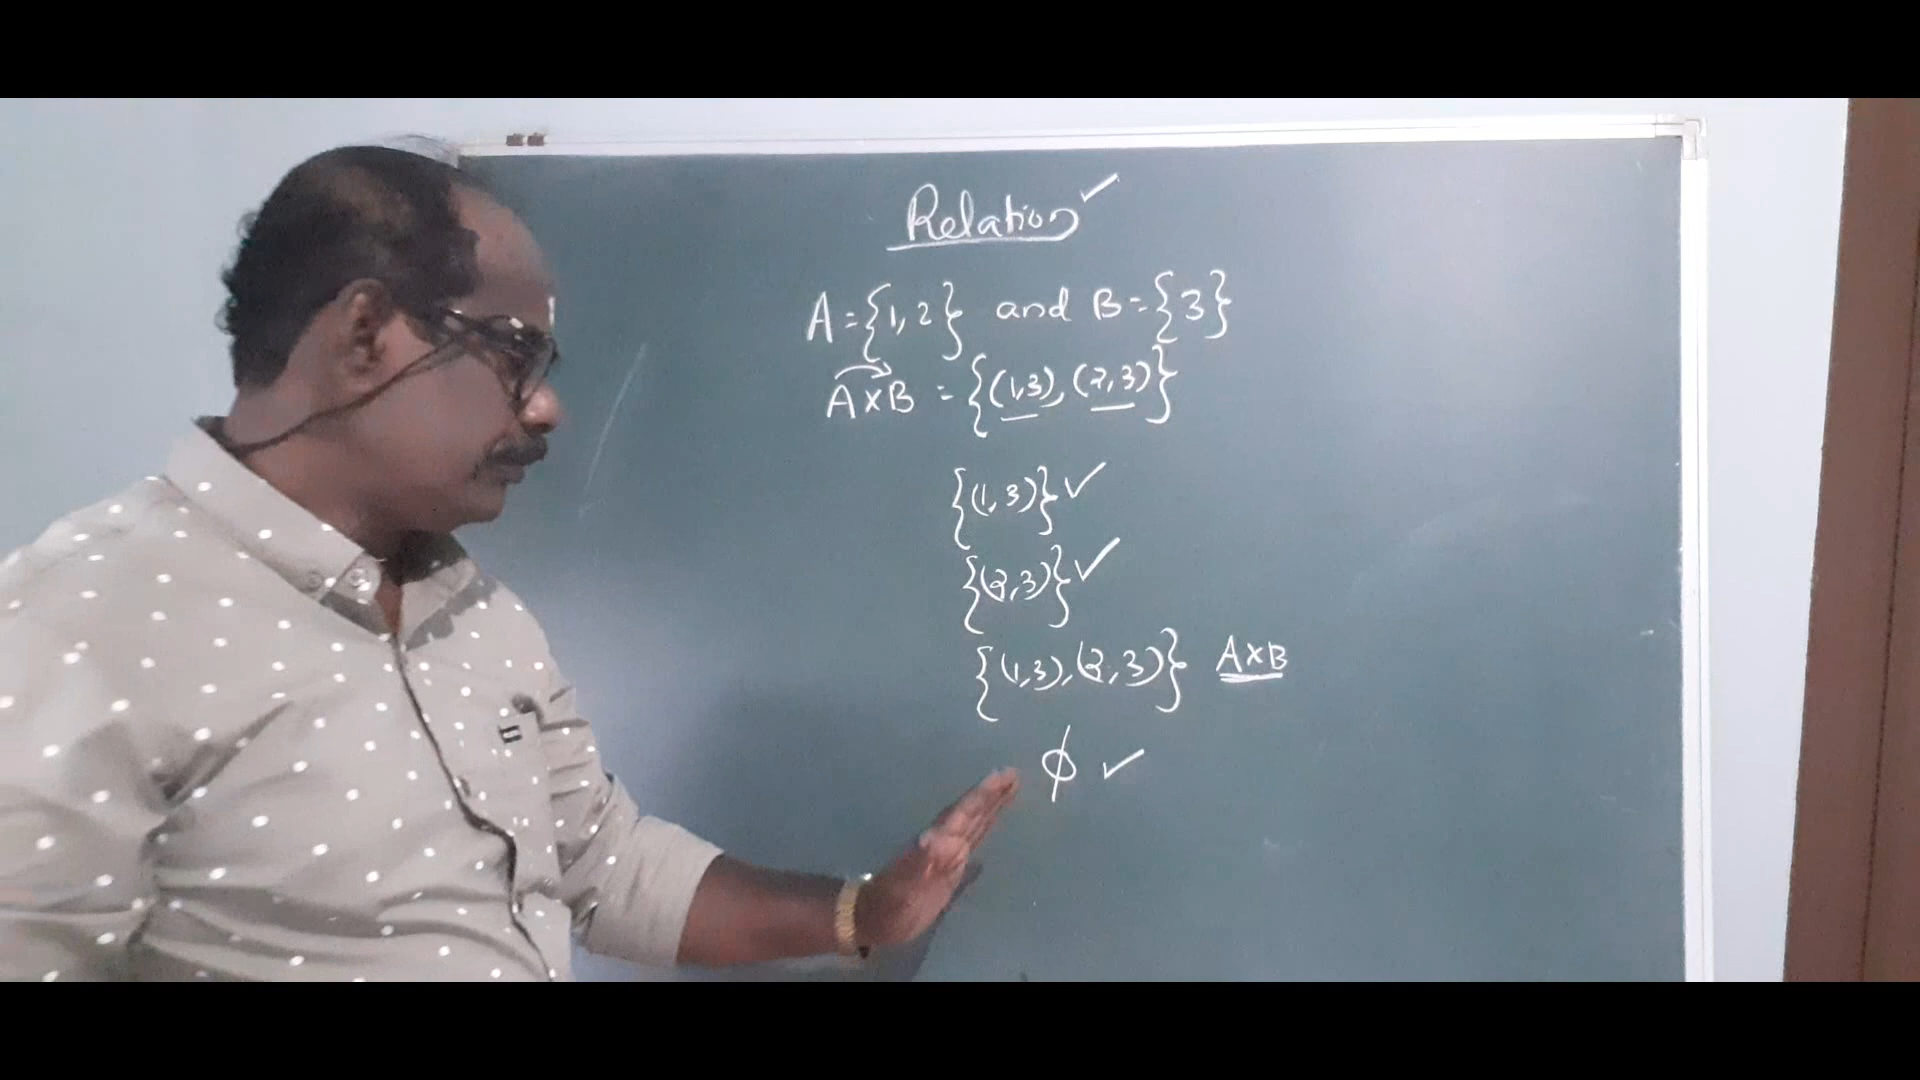 Relation ✓
A = {1, 2} and B = {3}
A×B = {(1,3), (2,3)}
{(1,3)} ✓
{(2,3)} ✓
{(1,3), (2,3)} A×B
ϕ ✓